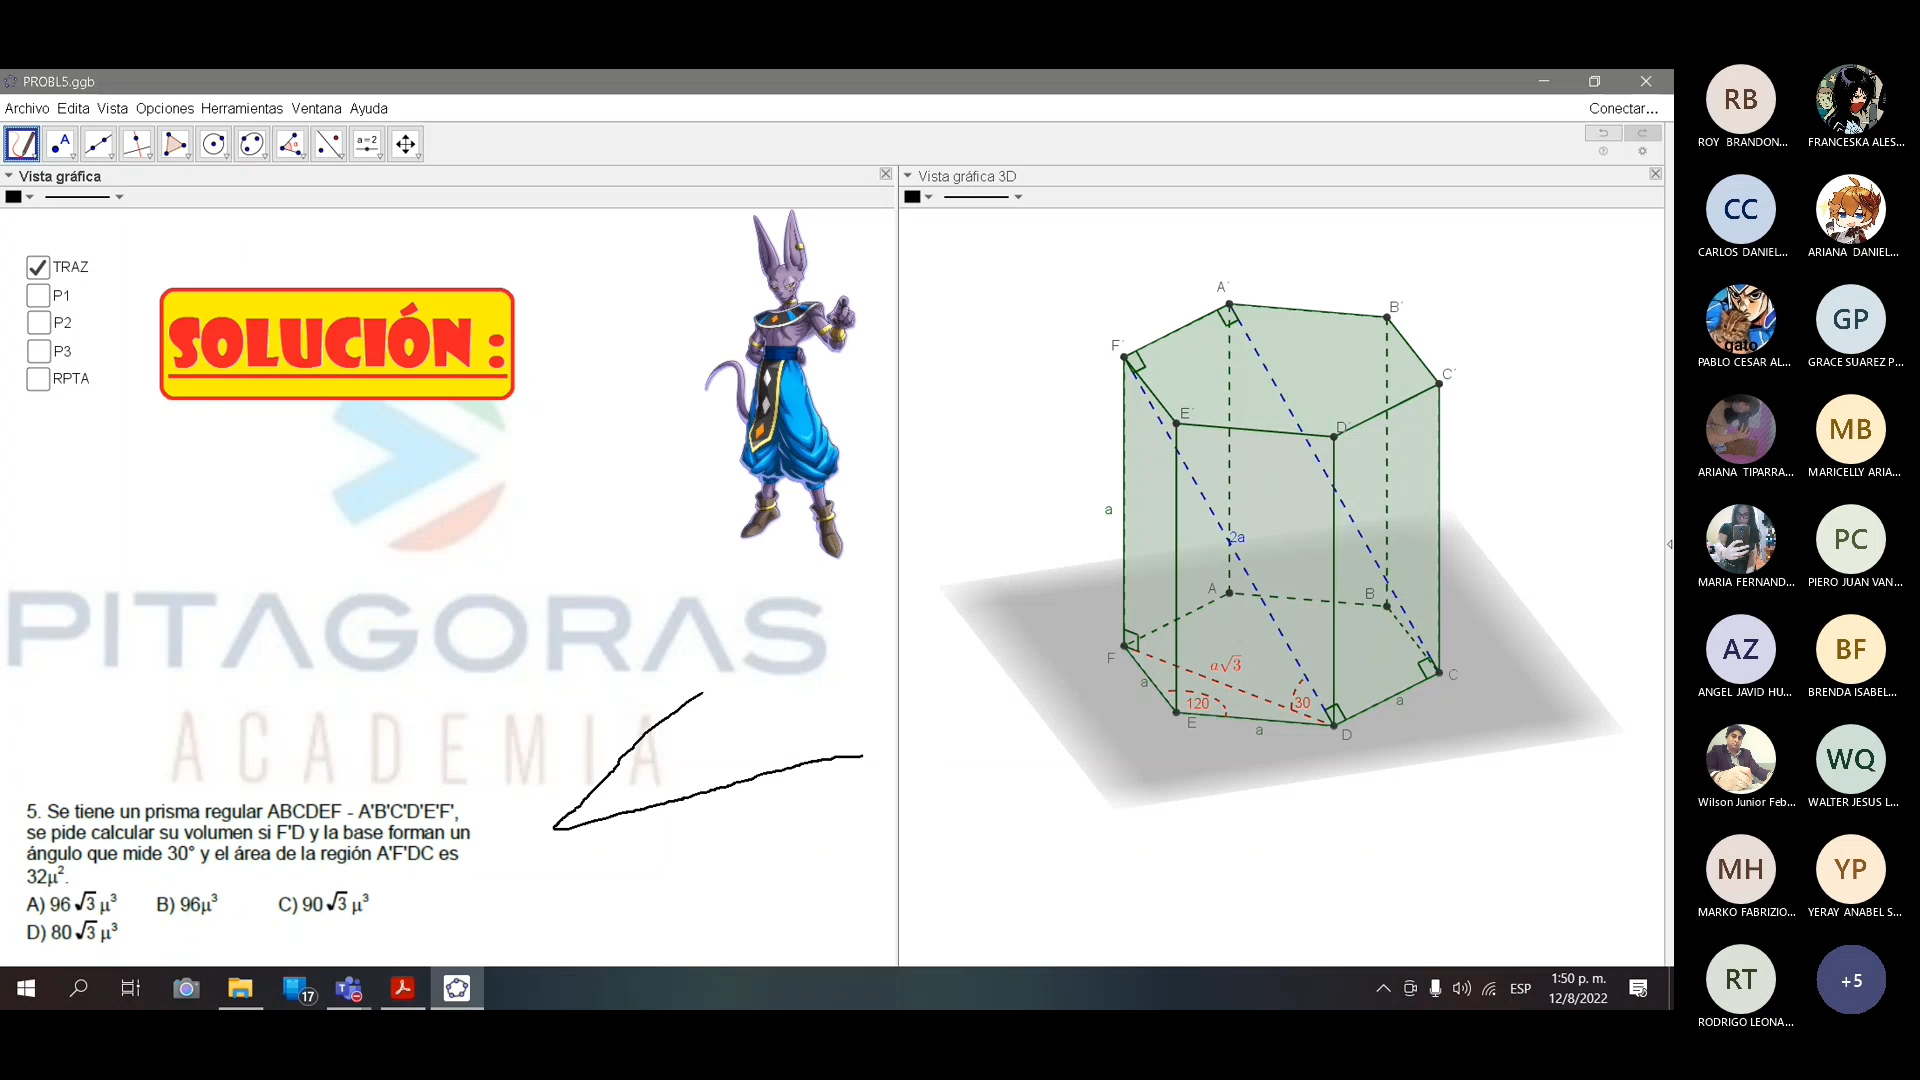 PROBL5.ggb
Archivo Edita Vista Opciones Herramientas Ventana Ayuda
Conectar...
A
a=2
Vista gráfica
Vista gráfica 3D
TRAZ
P1
P2
P3
RPTA
SOLUCIÓN :
PITAGORAS
ACADEMIA
5. Se tiene un prisma regular ABCDEF - A'B'C'D'E'F',
se pide calcular su volumen si F'D y la base forman un
ángulo que mide 30° y el área de la región A'F'DC es
32μ².
A) 96√3 μ³ B) 96μ³ C) 90√3 μ³
D) 80√3 μ³
A´
B´
F´
C´
E´
D´
a
2a
A
B
F
a√3
C
a
120
30
a
E
a
D
17
ESP
1:50 p. m.
12/8/2022
RB
ROY BRANDON...
FRANCESKA ALES...
CC
CARLOS DANIEL...
ARIANA DANIEL...
gato
PABLO CESAR AL...
GP
GRACE SUAREZ P...
ARIANA TIPARRA...
MB
MARICELLY ARIA...
MARIA FERNAND...
PC
PIERO JUAN VAN...
AZ
ANGEL JAVID HU...
BF
BRENDA ISABEL...
Wilson Junior Feb...
WQ
WALTER JESUS L...
MH
MARKO FABRIZIO...
YP
YERAY ANABEL S...
RT
RODRIGO LEONA...
+5